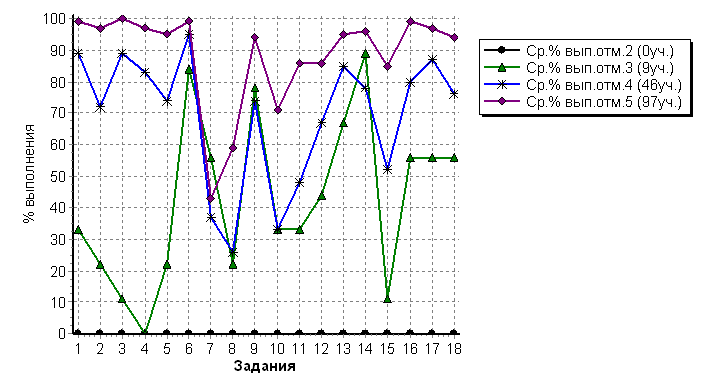 100
90
80
70
60
50
40
30
20
10
0
% выполнения
1 2 3 4 5 6 7 8 9 10 11 12 13 14 15 16 17 18
Задания
Ср.% вып.отм.2 (0уч.)
Ср.% вып.отм.3 (9уч.)
Ср.% вып.отм.4 (46уч.)
Ср.% вып.отм.5 (97уч.)